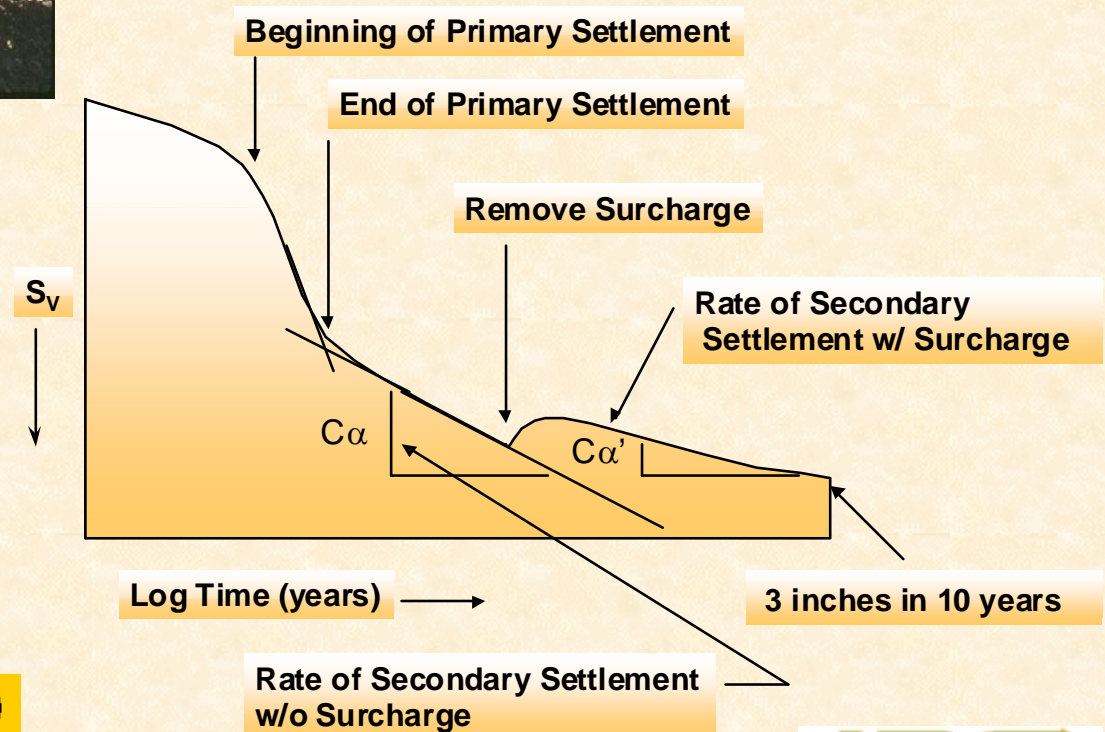 Beginning of Primary Settlement
End of Primary Settlement
Remove Surcharge
Sv
Rate of Secondary
Settlement w/ Surcharge
Cα
Cα’
Log Time (years)
3 inches in 10 years
Rate of Secondary Settlement
w/o Surcharge